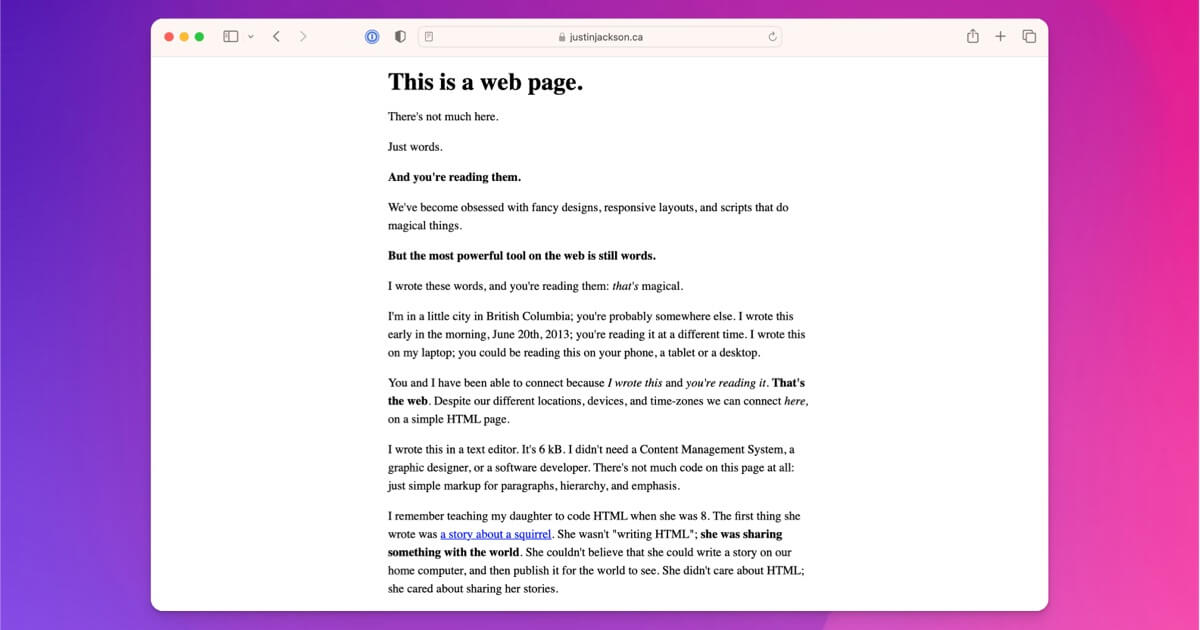 justinjackson.ca
This is a web page.
There's not much here.
Just words.
And you're reading them.
We've become obsessed with fancy designs, responsive layouts, and scripts that do
magical things.
But the most powerful tool on the web is still words.
I wrote these words, and you're reading them: that's magical.
I'm in a little city in British Columbia; you're probably somewhere else. I wrote this
early in the morning, June 20th, 2013; you're reading it at a different time. I wrote this
on my laptop; you could be reading this on your phone, a tablet or a desktop.
You and I have been able to connect because I wrote this and you're reading it. That's
the web. Despite our different locations, devices, and time-zones we can connect here,
on a simple HTML page.
I wrote this in a text editor. It's 6 kB. I didn't need a Content Management System, a
graphic designer, or a software developer. There's not much code on this page at all:
just simple markup for paragraphs, hierarchy, and emphasis.
I remember teaching my daughter to code HTML when she was 8. The first thing she
wrote was a story about a squirrel. She wasn't "writing HTML"; she was sharing
something with the world. She couldn't believe that she could write a story on our
home computer, and then publish it for the world to see. She didn't care about HTML;
she cared about sharing her stories.